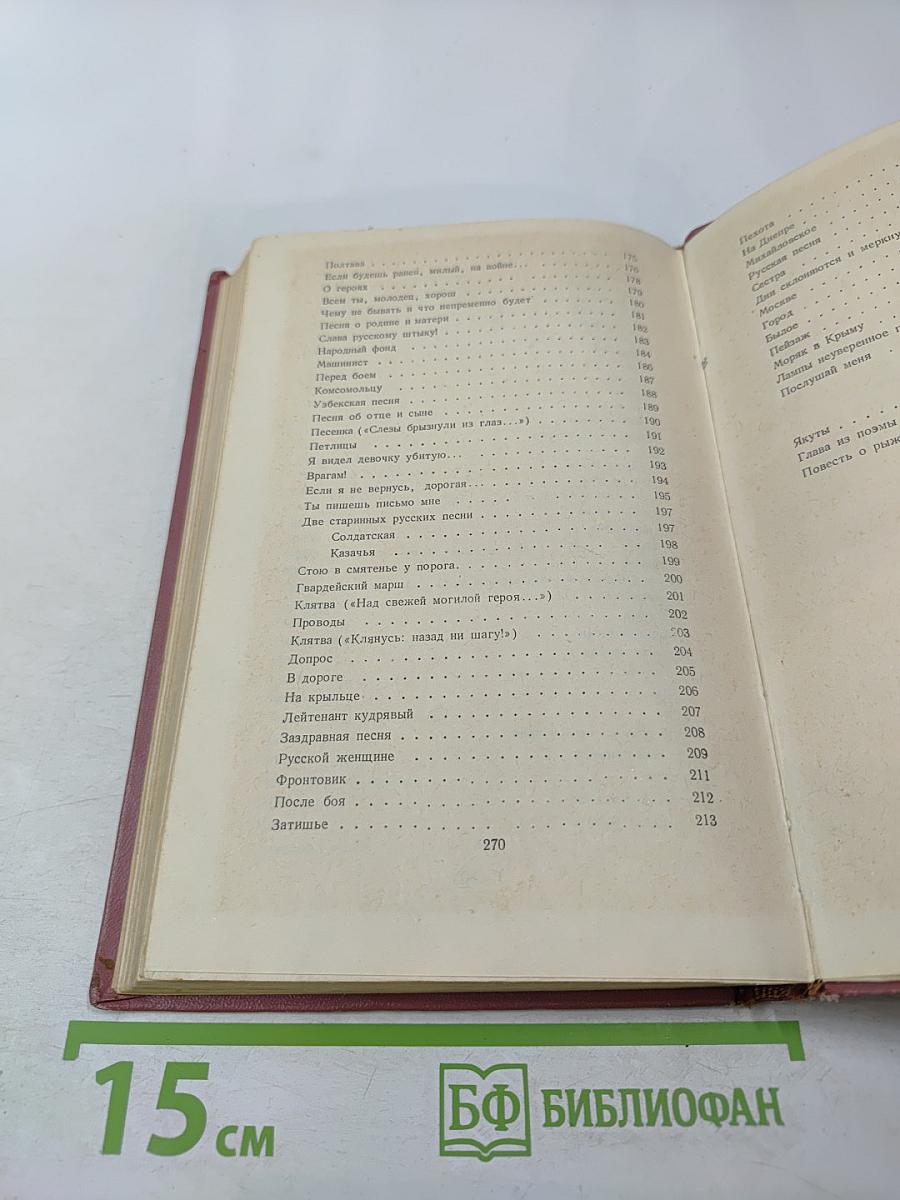 Полтава . . . 175
Если будешь ранен, милый, на войне... 176
О героях . . . 178
Всем ты, молодец, хорош . . . 179
Чему не бывать и что непременно будет 180
Песня о родине и матери . . . 181
Слава русскому штыку! . . . 182
Народный фонд . . . 183
Машинист . . . 184
Перед боем . . . 186
Комсомольцу . . . 187
Узбекская песня . . . 188
Песня об отце и сыне . . . 189
Песенка («Слезы брызнули из глаз...») . . . 190
Петлицы . . . 191
Я видел девочку убитую... . . . 192
Врагам! . . . 193
Если я не вернусь, дорогая... . . . 194
Ты пишешь письмо мне . . . 195
Две старинных русских песни . . . 197
Солдатская . . . 197
Казачья . . . 198
Стою в смятенье у порога. . . . 199
Гвардейский марш . . . 200
Клятва («Над свежей могилой героя...») . . . 201
Проводы . . . 202
Клятва («Клянусь: назад ни шагу!») . . . 203
Допрос . . . 204
В дороге . . . 205
На крыльце . . . 206
Лейтенант кудрявый . . . 207
Заздравная песня . . . 208
Русской женщине . . . 209
Фронтовик . . . 211
После боя . . . 212
Затишье . . . 213
270
Пехота . . .
На Днепре . . .
Михайловское . . .
Русская песня . . .
Сестра . . .
Дни склоняются и меркну
Москве . . .
Город . . .
Былое . . .
Пейзаж . . .
Моряк в Крыму . . .
Лампы неуверенное
Послушай меня . . .
Якуты . . .
Глава из поэмы
Повесть о рыж
15 см
БФ БИБЛИОФАН